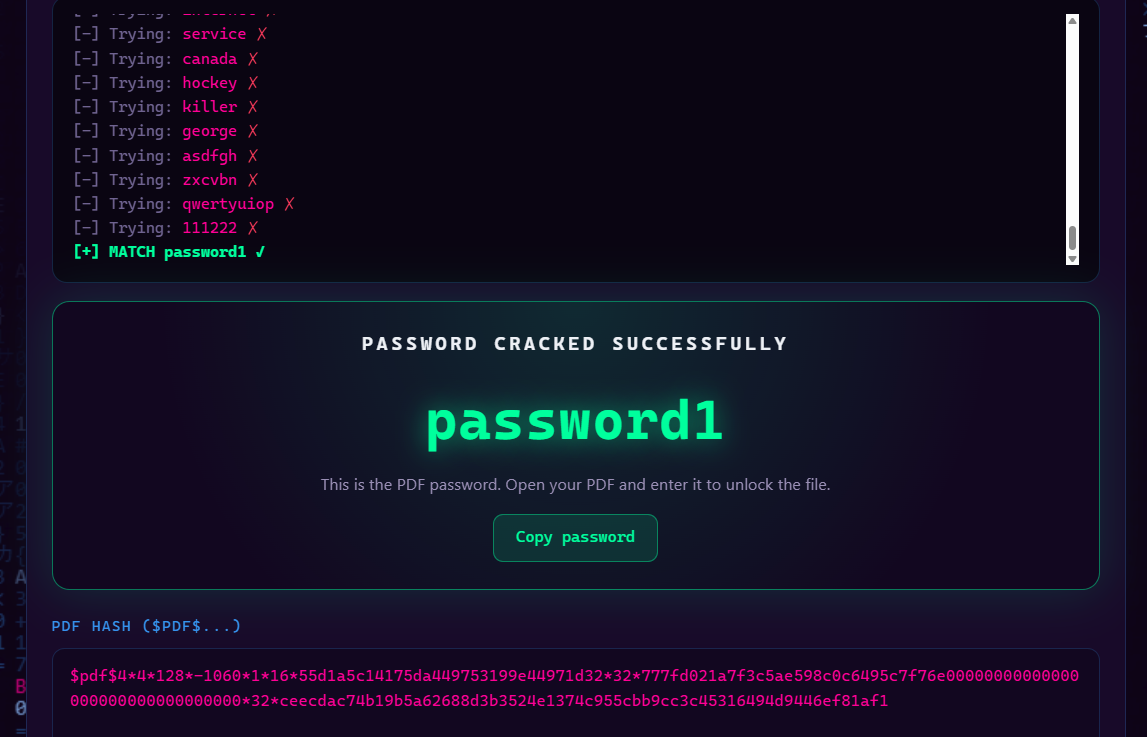 [-] Trying: service ✗
[-] Trying: canada ✗
[-] Trying: hockey ✗
[-] Trying: killer ✗
[-] Trying: george ✗
[-] Trying: asdfgh ✗
[-] Trying: zxcvbn ✗
[-] Trying: qwertyuiop ✗
[-] Trying: 111222 ✗
[+] MATCH password1 ✓
PASSWORD CRACKED SUCCESSFULLY
password1
This is the PDF password. Open your PDF and enter it to unlock the file.
Copy password
PDF HASH ($PDF$...)
$pdf$4*4*128*-1060*1*16*55d1a5c14175da449753199e44971d32*32*777fd021a7f3c5ae598c0c6495c7f76e00000000000000
000000000000000000*32*ceecdac74b19b5a62688d3b3524e1374c955cbb9cc3c45316494d9446ef81af1